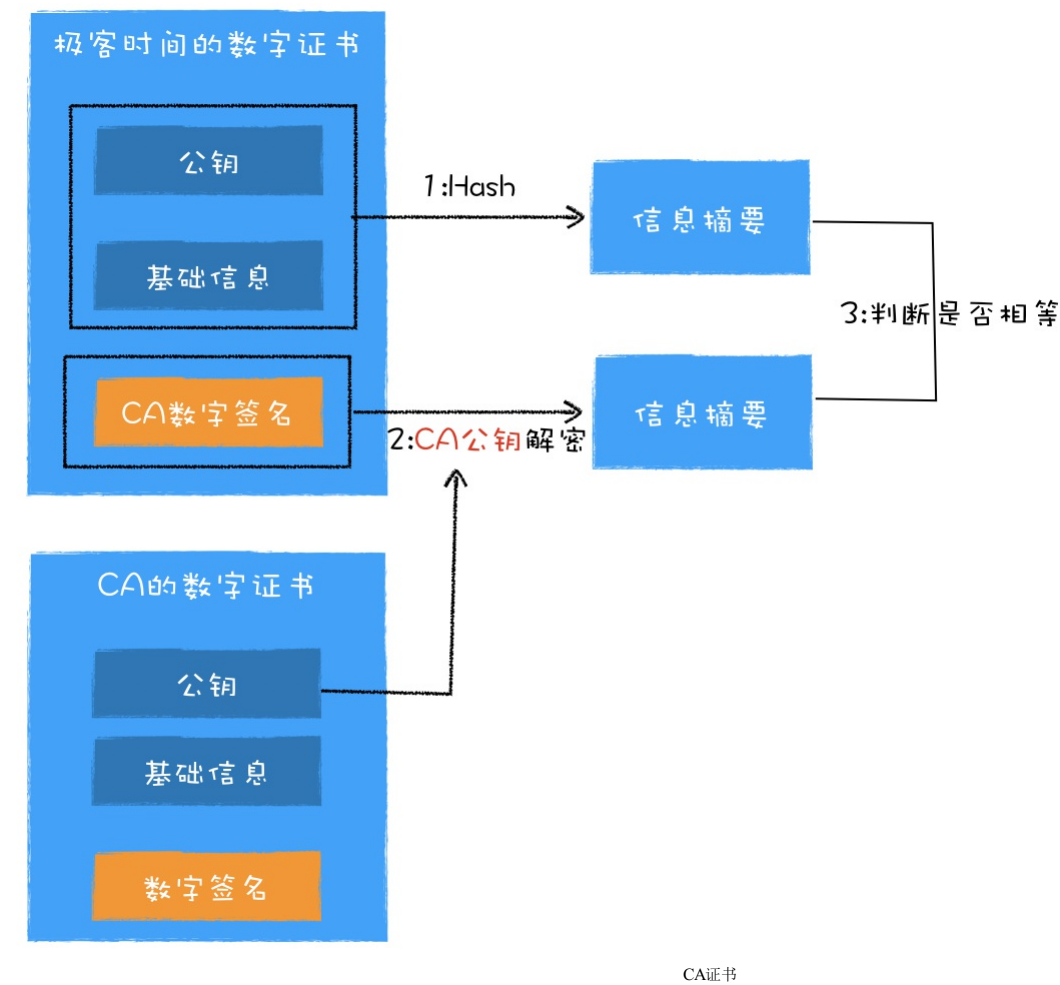 极客时间的数字证书
公钥
1:Hash
信息摘要
基础信息
3:判断是否相等
CA数字签名
信息摘要
2:CA公钥解密
CA的数字证书
公钥
基础信息
数字签名
CA证书